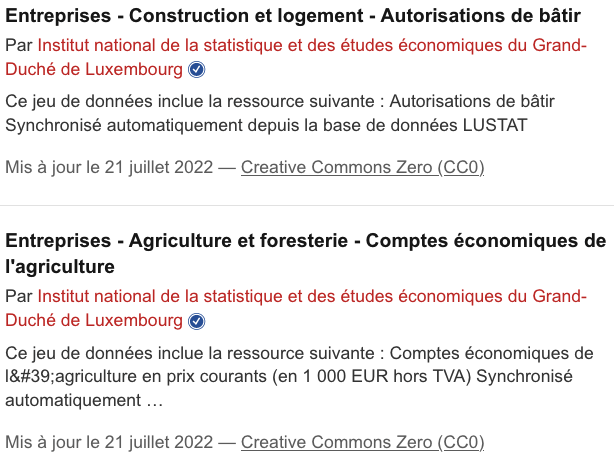 Entreprises - Construction et logement - Autorisations de bâtir
Par Institut national de la statistique et des études économiques du Grand-
Duché de Luxembourg
Ce jeu de données inclue la ressource suivante : Autorisations de bâtir
Synchronisé automatiquement depuis la base de données LUSTAT
Mis à jour le 21 juillet 2022 — Creative Commons Zero (CC0)
Entreprises - Agriculture et foresterie - Comptes économiques de
l'agriculture
Par Institut national de la statistique et des études économiques du Grand-
Duché de Luxembourg
Ce jeu de données inclue la ressource suivante : Comptes économiques de
l&#39;agriculture en prix courants (en 1 000 EUR hors TVA) Synchronisé
automatiquement …
Mis à jour le 21 juillet 2022 — Creative Commons Zero (CC0)